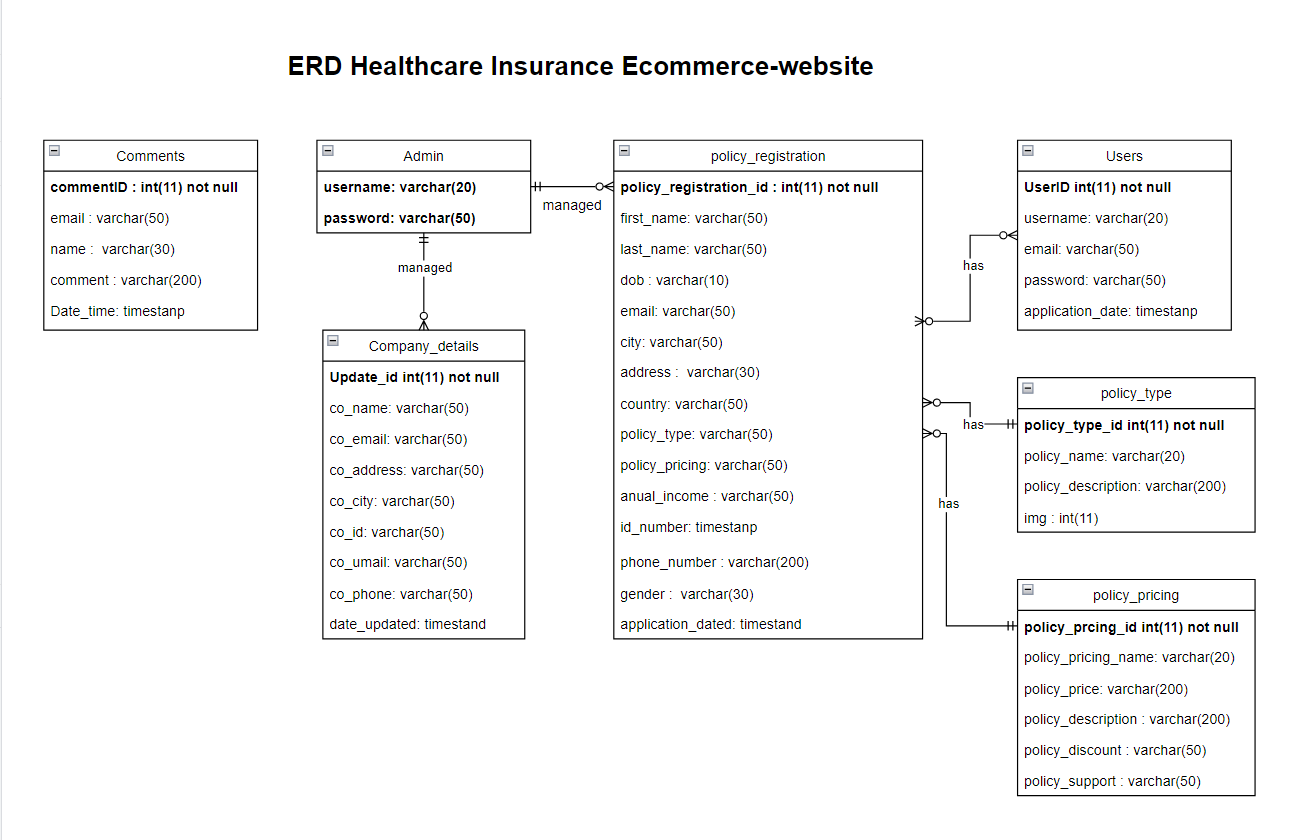 ERD Healthcare Insurance Ecommerce-website
Comments
commentID : int(11) not null
email : varchar(50)
name :  varchar(30)
comment : varchar(200)
Date_time: timestanp
Admin
username: varchar(20)
password: varchar(50)
managed
managed
Company_details
Update_id int(11) not null
co_name: varchar(50)
co_email: varchar(50)
co_address: varchar(50)
co_city: varchar(50)
co_id: varchar(50)
co_umail: varchar(50)
co_phone: varchar(50)
date_updated: timestand
policy_registration
policy_registration_id : int(11) not null
first_name: varchar(50)
last_name: varchar(50)
dob : varchar(10)
email: varchar(50)
city: varchar(50)
address :  varchar(30)
country: varchar(50)
policy_type: varchar(50)
policy_pricing: varchar(50)
anual_income : varchar(50)
id_number: timestanp
phone_number : varchar(200)
gender :  varchar(30)
application_dated: timestand
has
has
has
Users
UserID int(11) not null
username: varchar(20)
email: varchar(50)
password: varchar(50)
application_date: timestanp
policy_type
policy_type_id int(11) not null
policy_name: varchar(20)
policy_description: varchar(200)
img : int(11)
policy_pricing
policy_prcing_id int(11) not null
policy_pricing_name: varchar(20)
policy_price: varchar(200)
policy_description : varchar(200)
policy_discount : varchar(50)
policy_support : varchar(50)